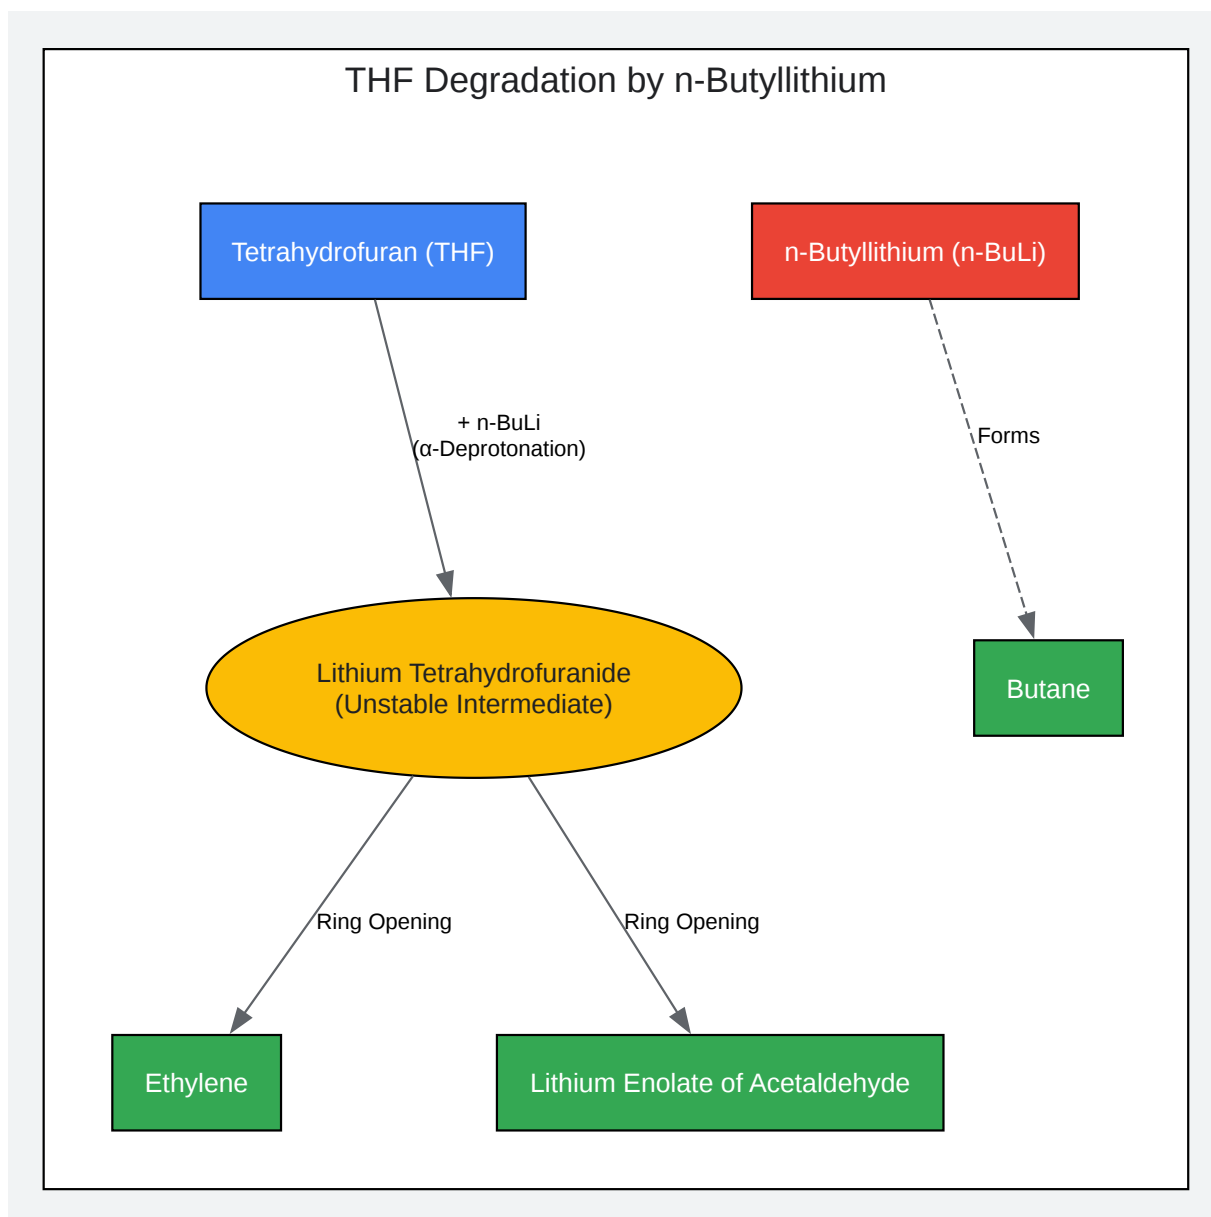 THF Degradation by n-Butyllithium
Tetrahydrofuran (THF)
n-Butyllithium (n-BuLi)
+ n-BuLi
(α-Deprotonation)
Forms
Lithium Tetrahydrofuranide
(Unstable Intermediate)
Butane
Ring Opening
Ring Opening
Ethylene
Lithium Enolate of Acetaldehyde